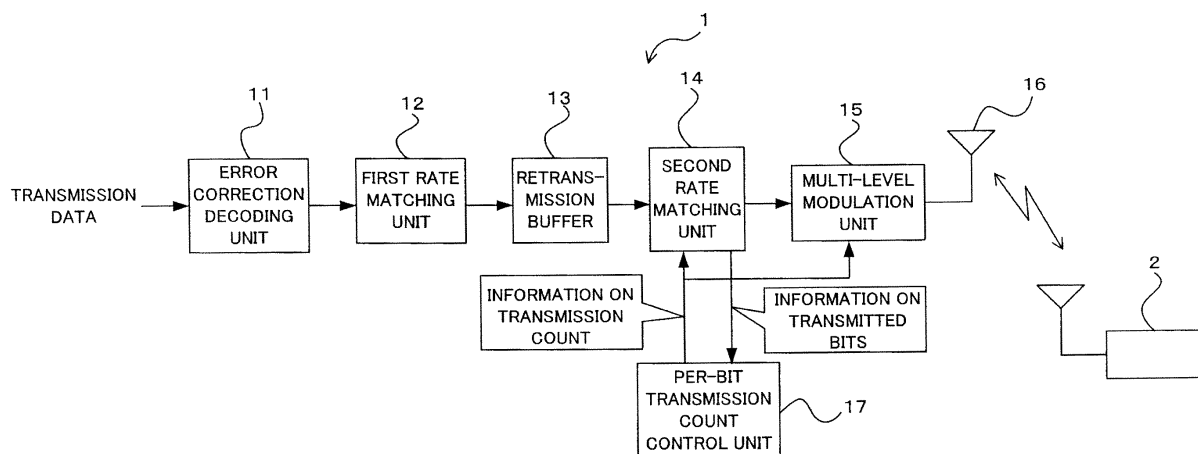 1
11
12
13
14
15
16
TRANSMISSION
DATA
ERROR
CORRECTION
DECODING
UNIT
FIRST RATE
MATCHING
UNIT
RETRANS-
MISSION
BUFFER
SECOND
RATE
MATCHING
UNIT
MULTI-LEVEL
MODULATION
UNIT
INFORMATION ON
TRANSMISSION
COUNT
INFORMATION ON
TRANSMITTED
BITS
2
PER-BIT
TRANSMISSION
COUNT
CONTROL UNIT
17